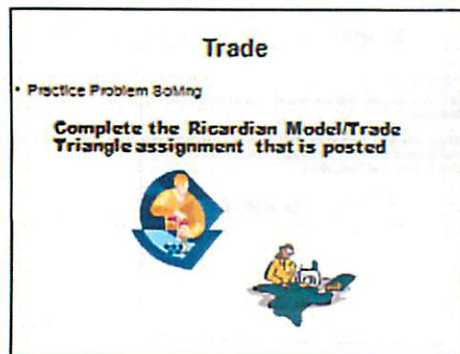 Trade
• Practice Problem Solving
Complete the Ricardian Model/Trade
Triangle assignment that is posted